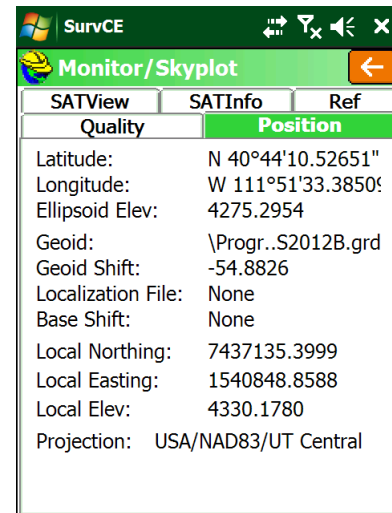 SurvCE
Monitor/Skyplot
SATView SATInfo Ref
Quality Position
Latitude: N 40°44'10.52651"
Longitude: W 111°51'33.38509
Ellipsoid Elev: 4275.2954
Geoid: \Progr..S2012B.grd
Geoid Shift: -54.8826
Localization File: None
Base Shift: None
Local Northing: 7437135.3999
Local Easting: 1540848.8588
Local Elev: 4330.1780
Projection: USA/NAD83/UT Central